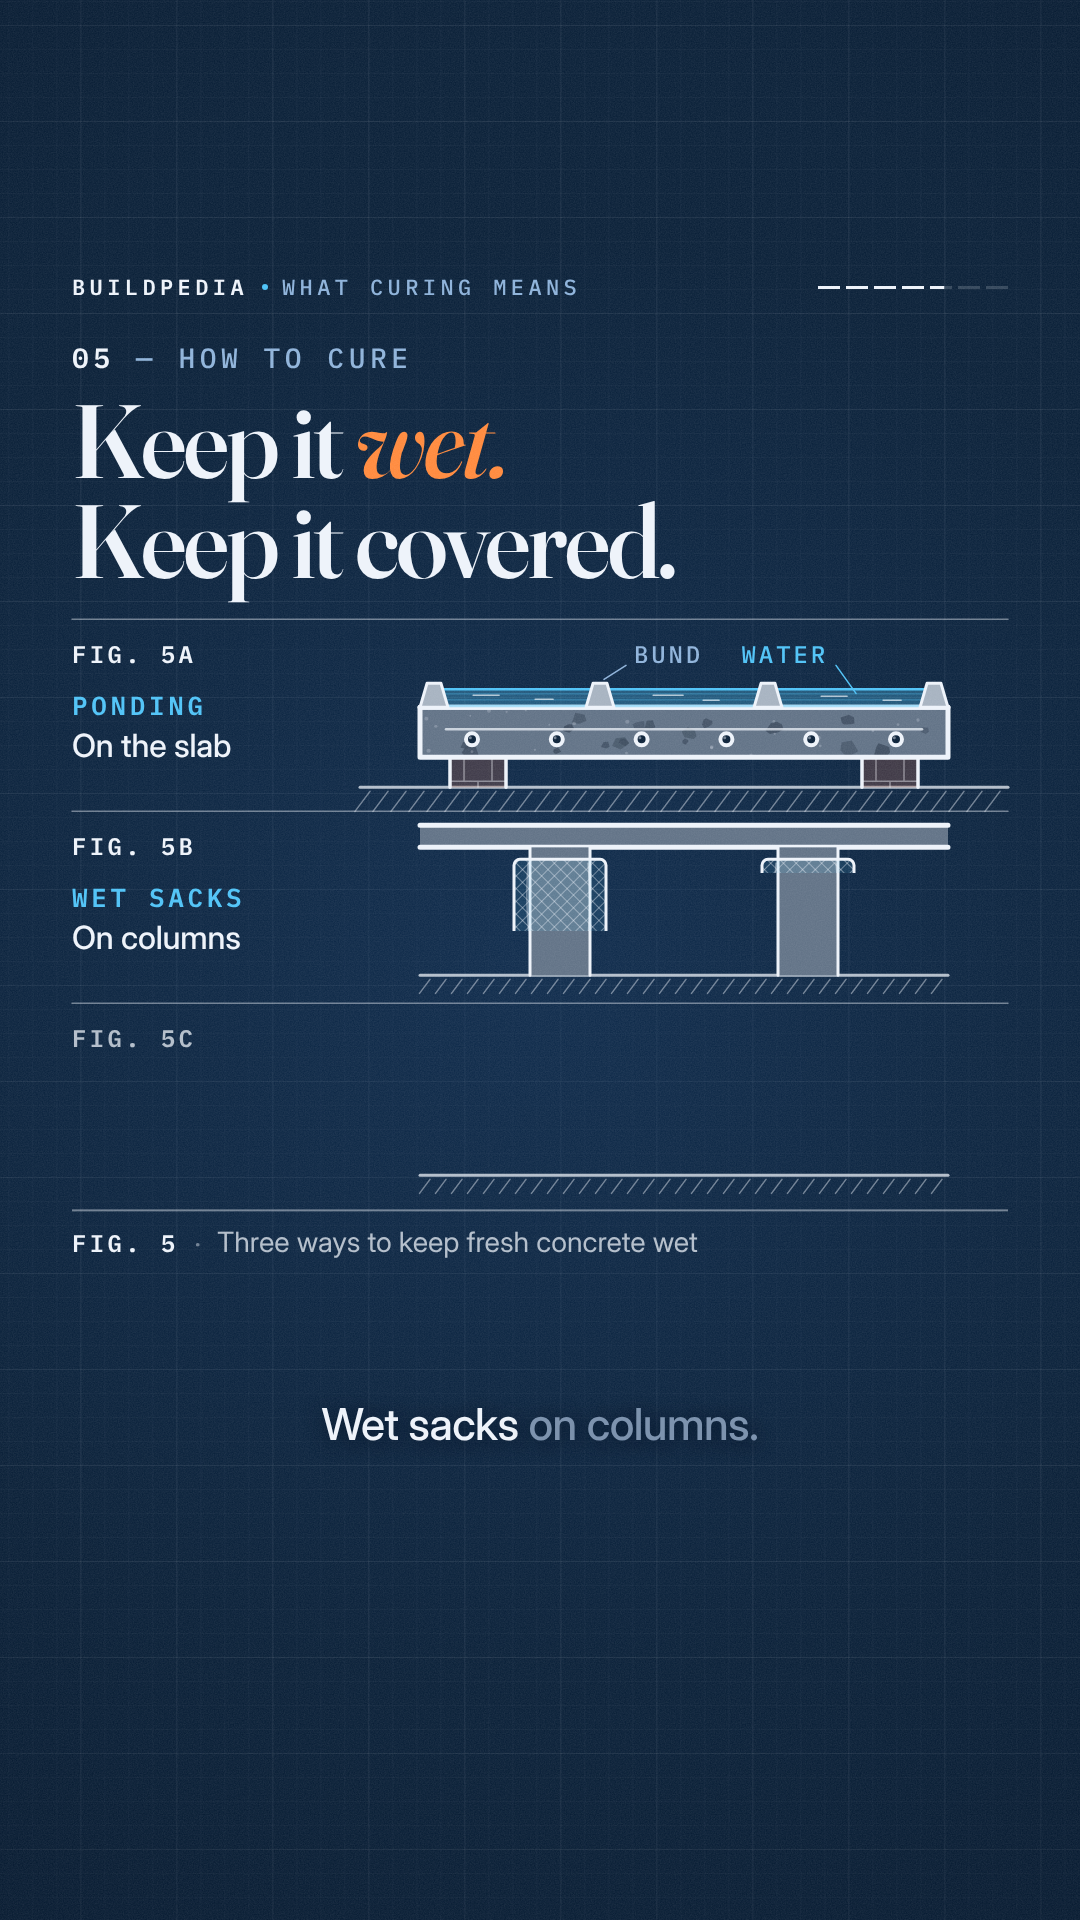 BUILDPEDIA • WHAT CURING MEANS
05 — HOW TO CURE
Keep it wet.
Keep it covered.
FIG. 5A
BUND WATER
PONDING
On the slab
FIG. 5B
WET SACKS
On columns
FIG. 5C
FIG. 5 · Three ways to keep fresh concrete wet
Wet sacks on columns.